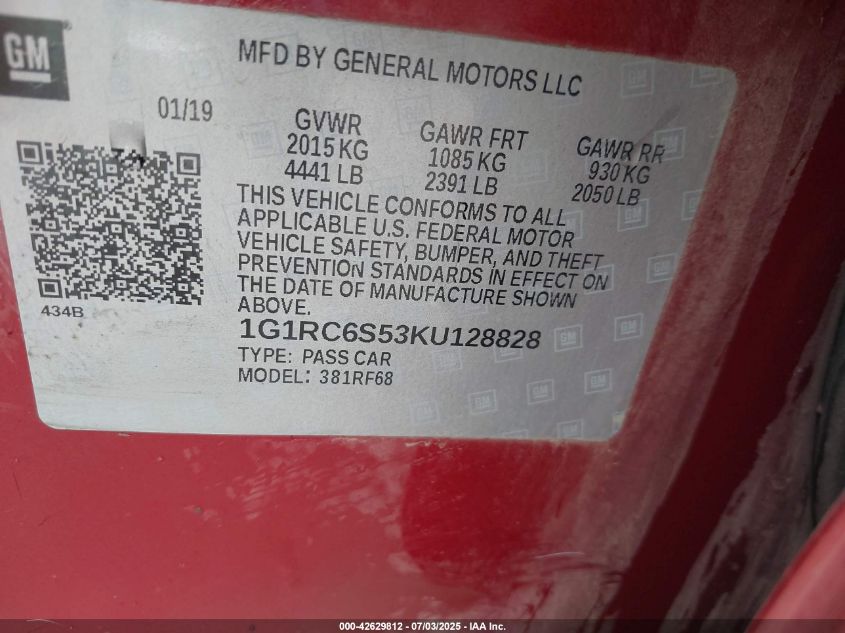 GM
MFD BY GENERAL MOTORS LLC
01/19
GVWR
2015 KG
4441 LB
GAWR FRT
1085 KG
2391 LB
GAWR RR
930 KG
2050 LB
THIS VEHICLE CONFORMS TO ALL
APPLICABLE U.S. FEDERAL MOTOR
VEHICLE SAFETY, BUMPER, AND THEFT
PREVENTION STANDARDS IN EFFECT ON
THE DATE OF MANUFACTURE SHOWN
ABOVE.
434B
1G1RC6S53KU128828
TYPE: PASS CAR
MODEL: 381RF68
000-42629812 - 07/03/2025 - IAA Inc.